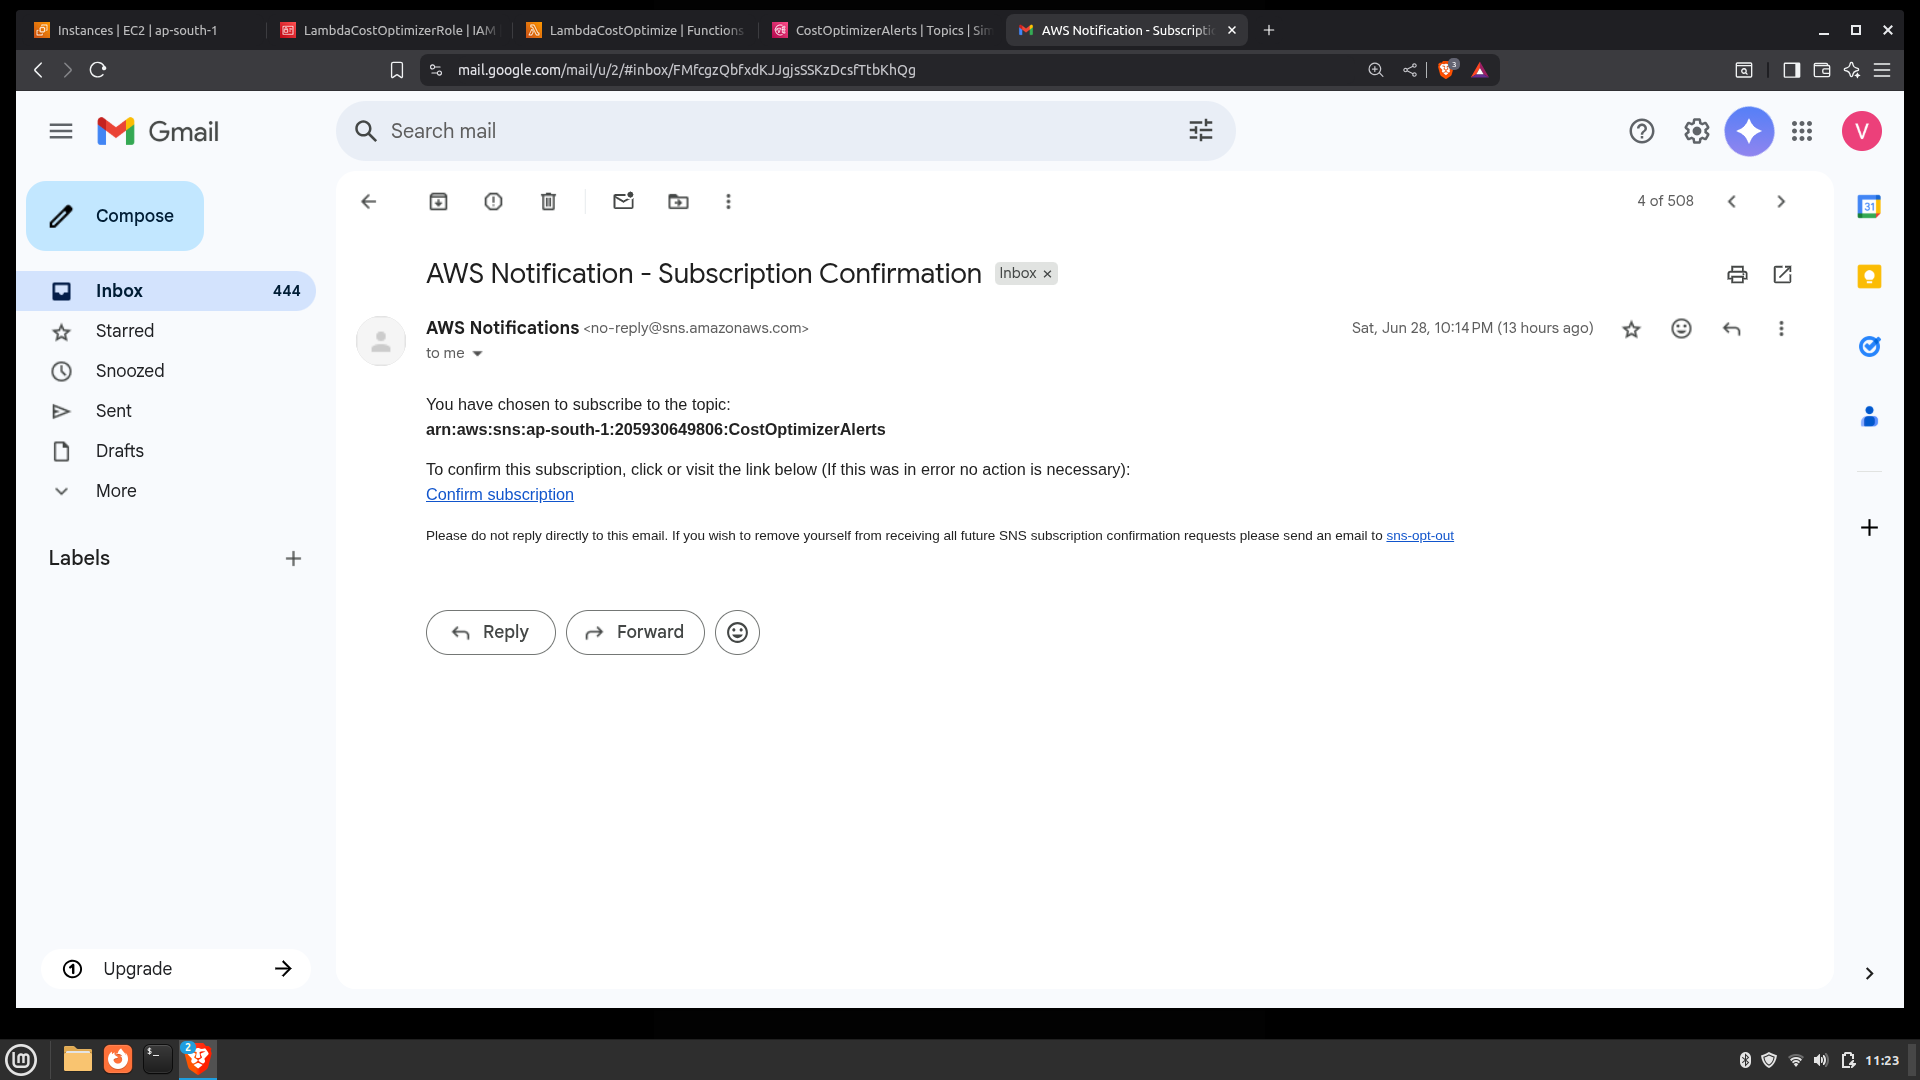 Instances | EC2 | ap-south-1
LambdaCostOptimizerRole | IAM
LambdaCostOptimize | Functions
CostOptimizerAlerts | Topics | Sim
AWS Notification - Subscripti
mail.google.com/mail/u/2/#inbox/FMfcgzQbfxdKJJgjsSSKzDcsfTtbKhQg
3
Gmail
Search mail
V
Compose
4 of 508
31
AWS Notification - Subscription Confirmation
Inbox
Inbox 444
AWS Notifications <no-reply@sns.amazonaws.com>
Sat, Jun 28, 10:14 PM (13 hours ago)
to me
Starred
Snoozed
Sent
Drafts
More
You have chosen to subscribe to the topic:
arn:aws:sns:ap-south-1:205930649806:CostOptimizerAlerts
To confirm this subscription, click or visit the link below (If this was in error no action is necessary):
Confirm subscription
Please do not reply directly to this email. If you wish to remove yourself from receiving all future SNS subscription confirmation requests please send an email to sns-opt-out
Labels
Reply
Forward
Upgrade
2
11:23